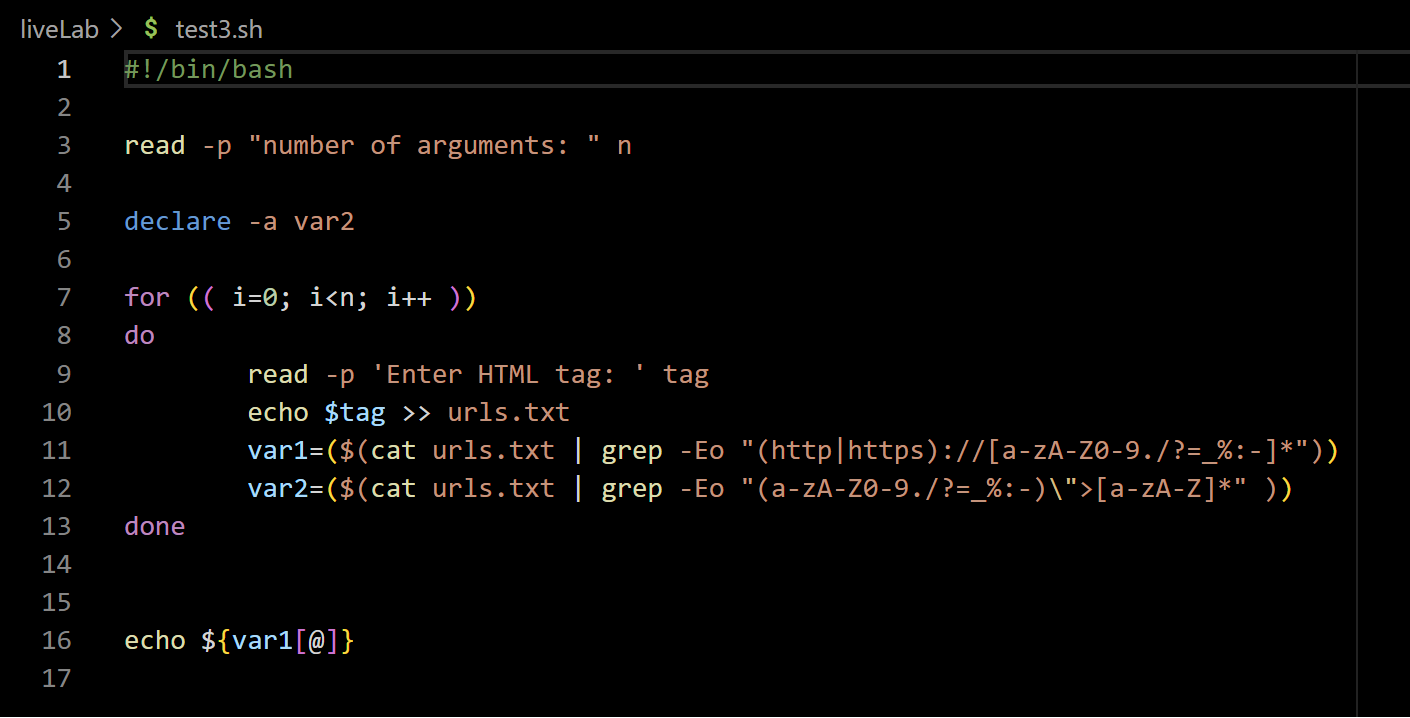 liveLab > $ test3.sh
1 #!/bin/bash
2
3 read -p "number of arguments: " n
4
5 declare -a var2
6
7 for (( i=0; i<n; i++ ))
8 do
9 read -p 'Enter HTML tag: ' tag
10 echo $tag >> urls.txt
11 var1=($(cat urls.txt | grep -Eo "(http|https)://[a-zA-Z0-9./?=_%:-]*"))
12 var2=($(cat urls.txt | grep -Eo "(a-zA-Z0-9./?=_%:-)\">[a-zA-Z]*" ))
13 done
14
15
16 echo ${var1[@]}
17